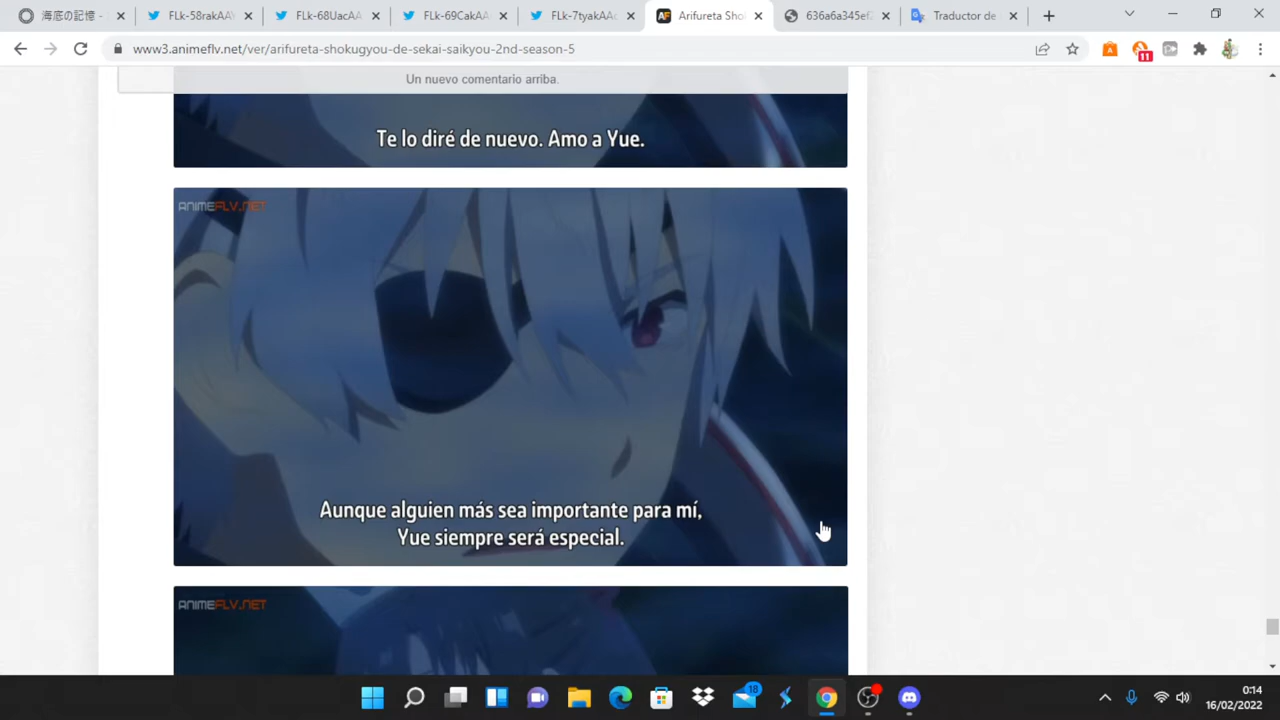 海底の記憶
FLk-58rakAA
FLk-68UacAA
FLk-69CakAA
FLk-7tyakAA
Arifureta Sho
636a6a345ef
Traductor de
www3.animeflv.net/ver/arifureta-shokugyou-de-sekai-saikyou-2nd-season-5
11
Un nuevo comentario arriba.
Te lo diré de nuevo. Amo a Yue.
ANIMEFLV.NET
Aunque alguien más sea importante para mí,
Yue siempre será especial.
ANIMEFLV.NET
18
0:14
16/02/2022